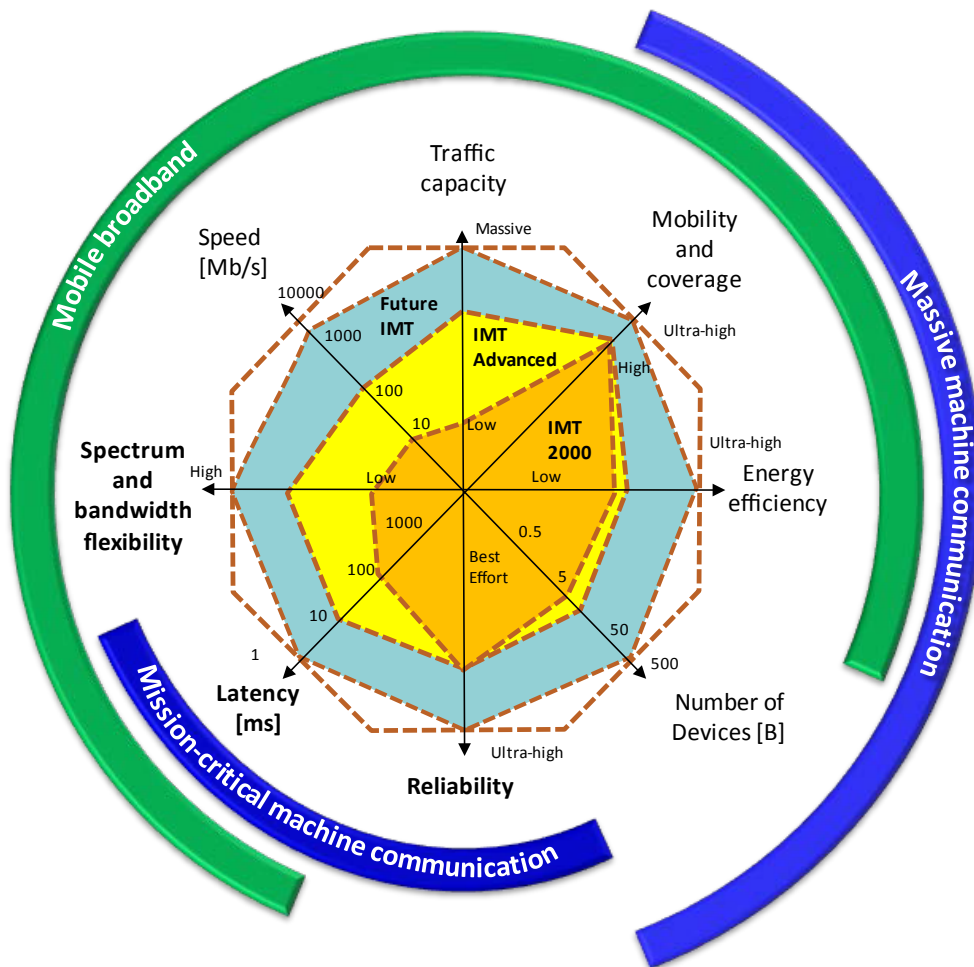 Mobile broadband
Massive machine communication
Mission-critical machine communication
Traffic
capacity
Massive
Mobility
and
coverage
Speed
[Mb/s]
10000
1000
100
10
Future
IMT
IMT
Advanced
Ultra-high
High
Low
IMT
2000
Low
Ultra-high
Energy
efficiency
Spectrum
and
bandwidth
flexibility
High
Low
1000
100
10
1
Latency
[ms]
Best
Effort
Ultra-high
Reliability
0.5
5
50
500
Number of
Devices [B]